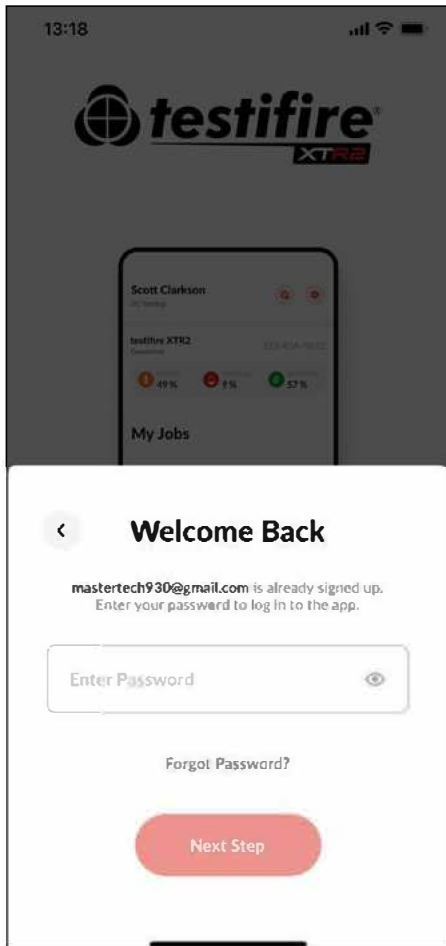 13:18
testifire®
XTR2
Scott Clarkson
testifire XTR2
49%
9%
57%
My Jobs
Welcome Back
mastertech930@gmail.com is already signed up.
Enter your password to log in to the app.
Enter Password
Forgot Password?
Next Step